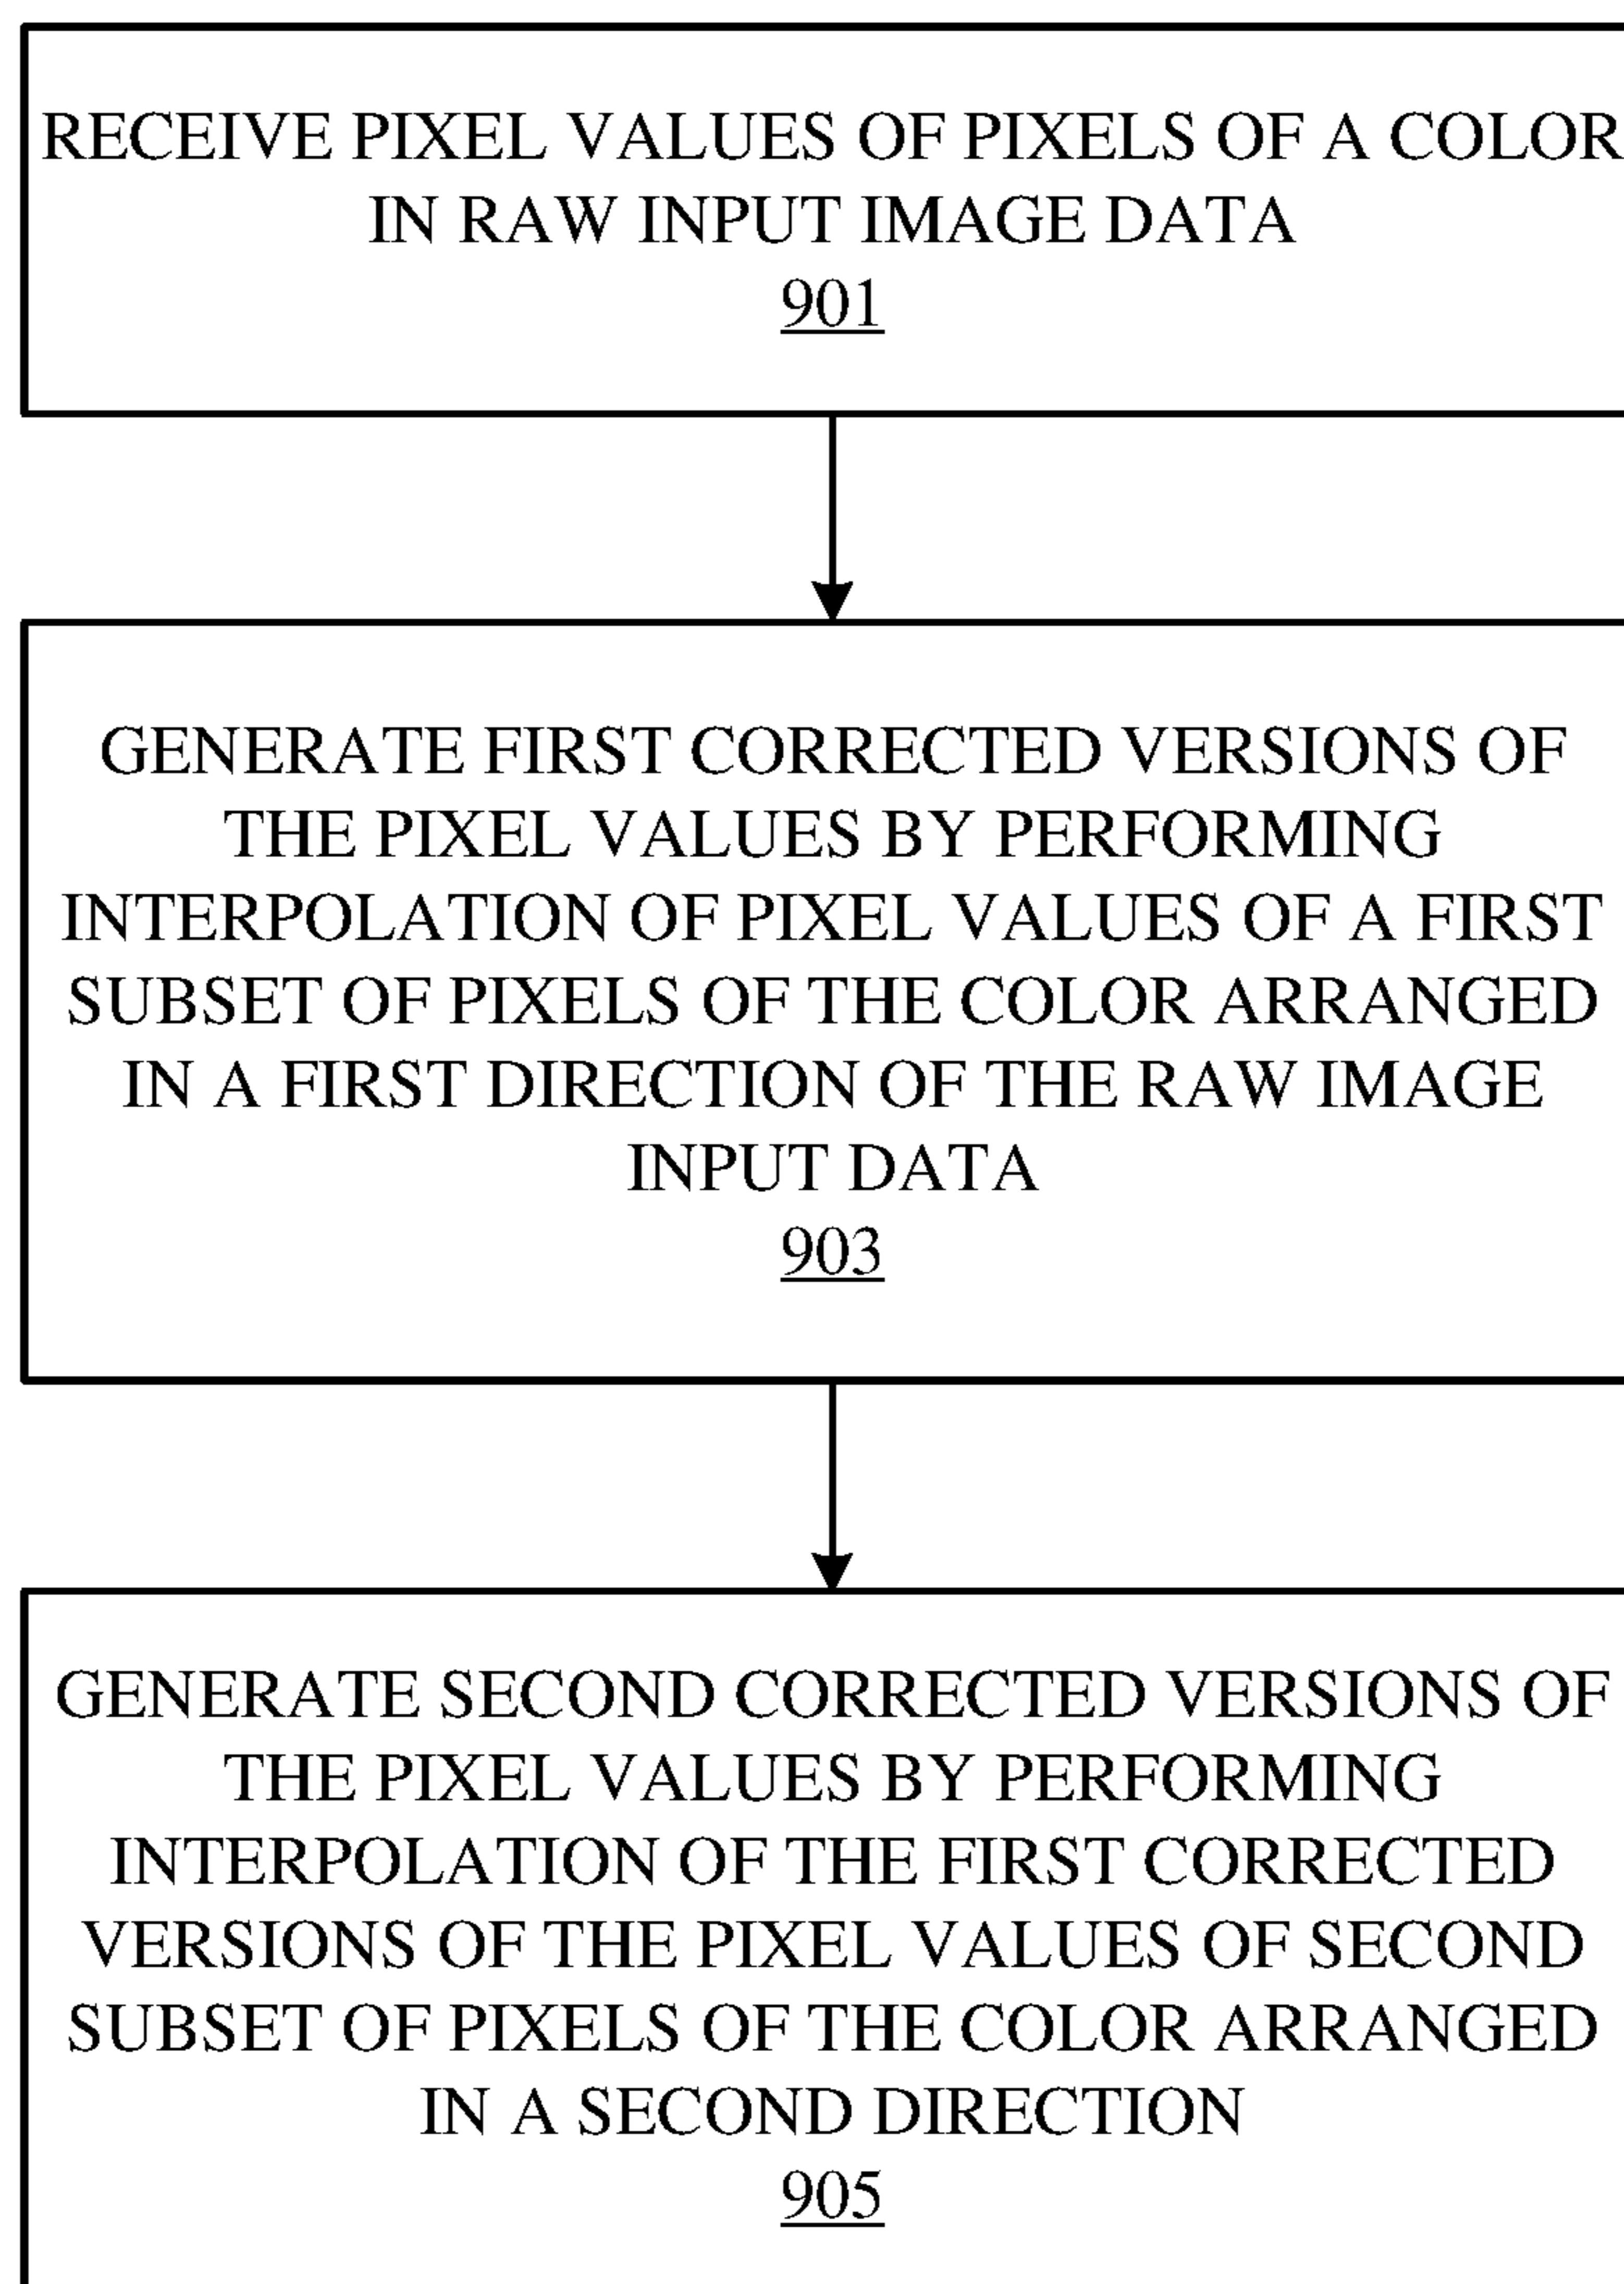 RECEIVE PIXEL VALUES OF PIXELS OF A COLOR
IN RAW INPUT IMAGE DATA
901
GENERATE FIRST CORRECTED VERSIONS OF
THE PIXEL VALUES BY PERFORMING
INTERPOLATION OF PIXEL VALUES OF A FIRST
SUBSET OF PIXELS OF THE COLOR ARRANGED
IN A FIRST DIRECTION OF THE RAW IMAGE
INPUT DATA
903
GENERATE SECOND CORRECTED VERSIONS OF
THE PIXEL VALUES BY PERFORMING
INTERPOLATION OF THE FIRST CORRECTED
VERSIONS OF THE PIXEL VALUES OF SECOND
SUBSET OF PIXELS OF THE COLOR ARRANGED
IN A SECOND DIRECTION
905